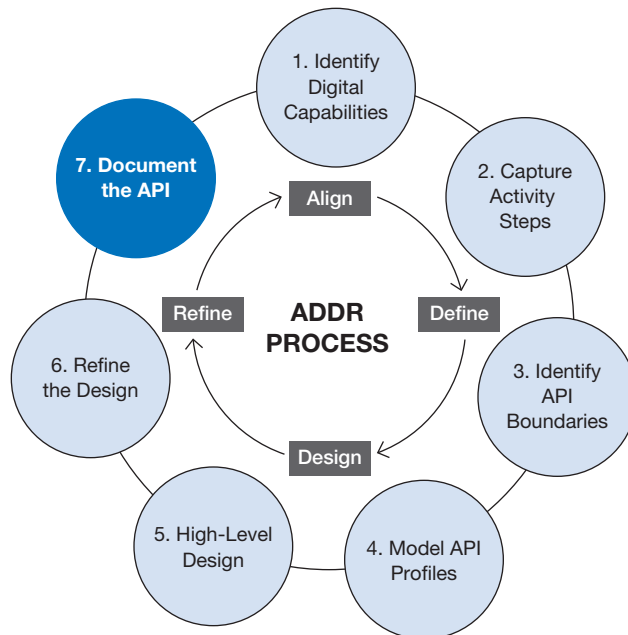 1. Identify
Digital
Capabilities
2. Capture
Activity
Steps
3. Identify
API
Boundaries
4. Model API
Profiles
5. High-Level
Design
6. Refine
the Design
7. Document
the API
Align
Define
Design
Refine
ADDR
PROCESS